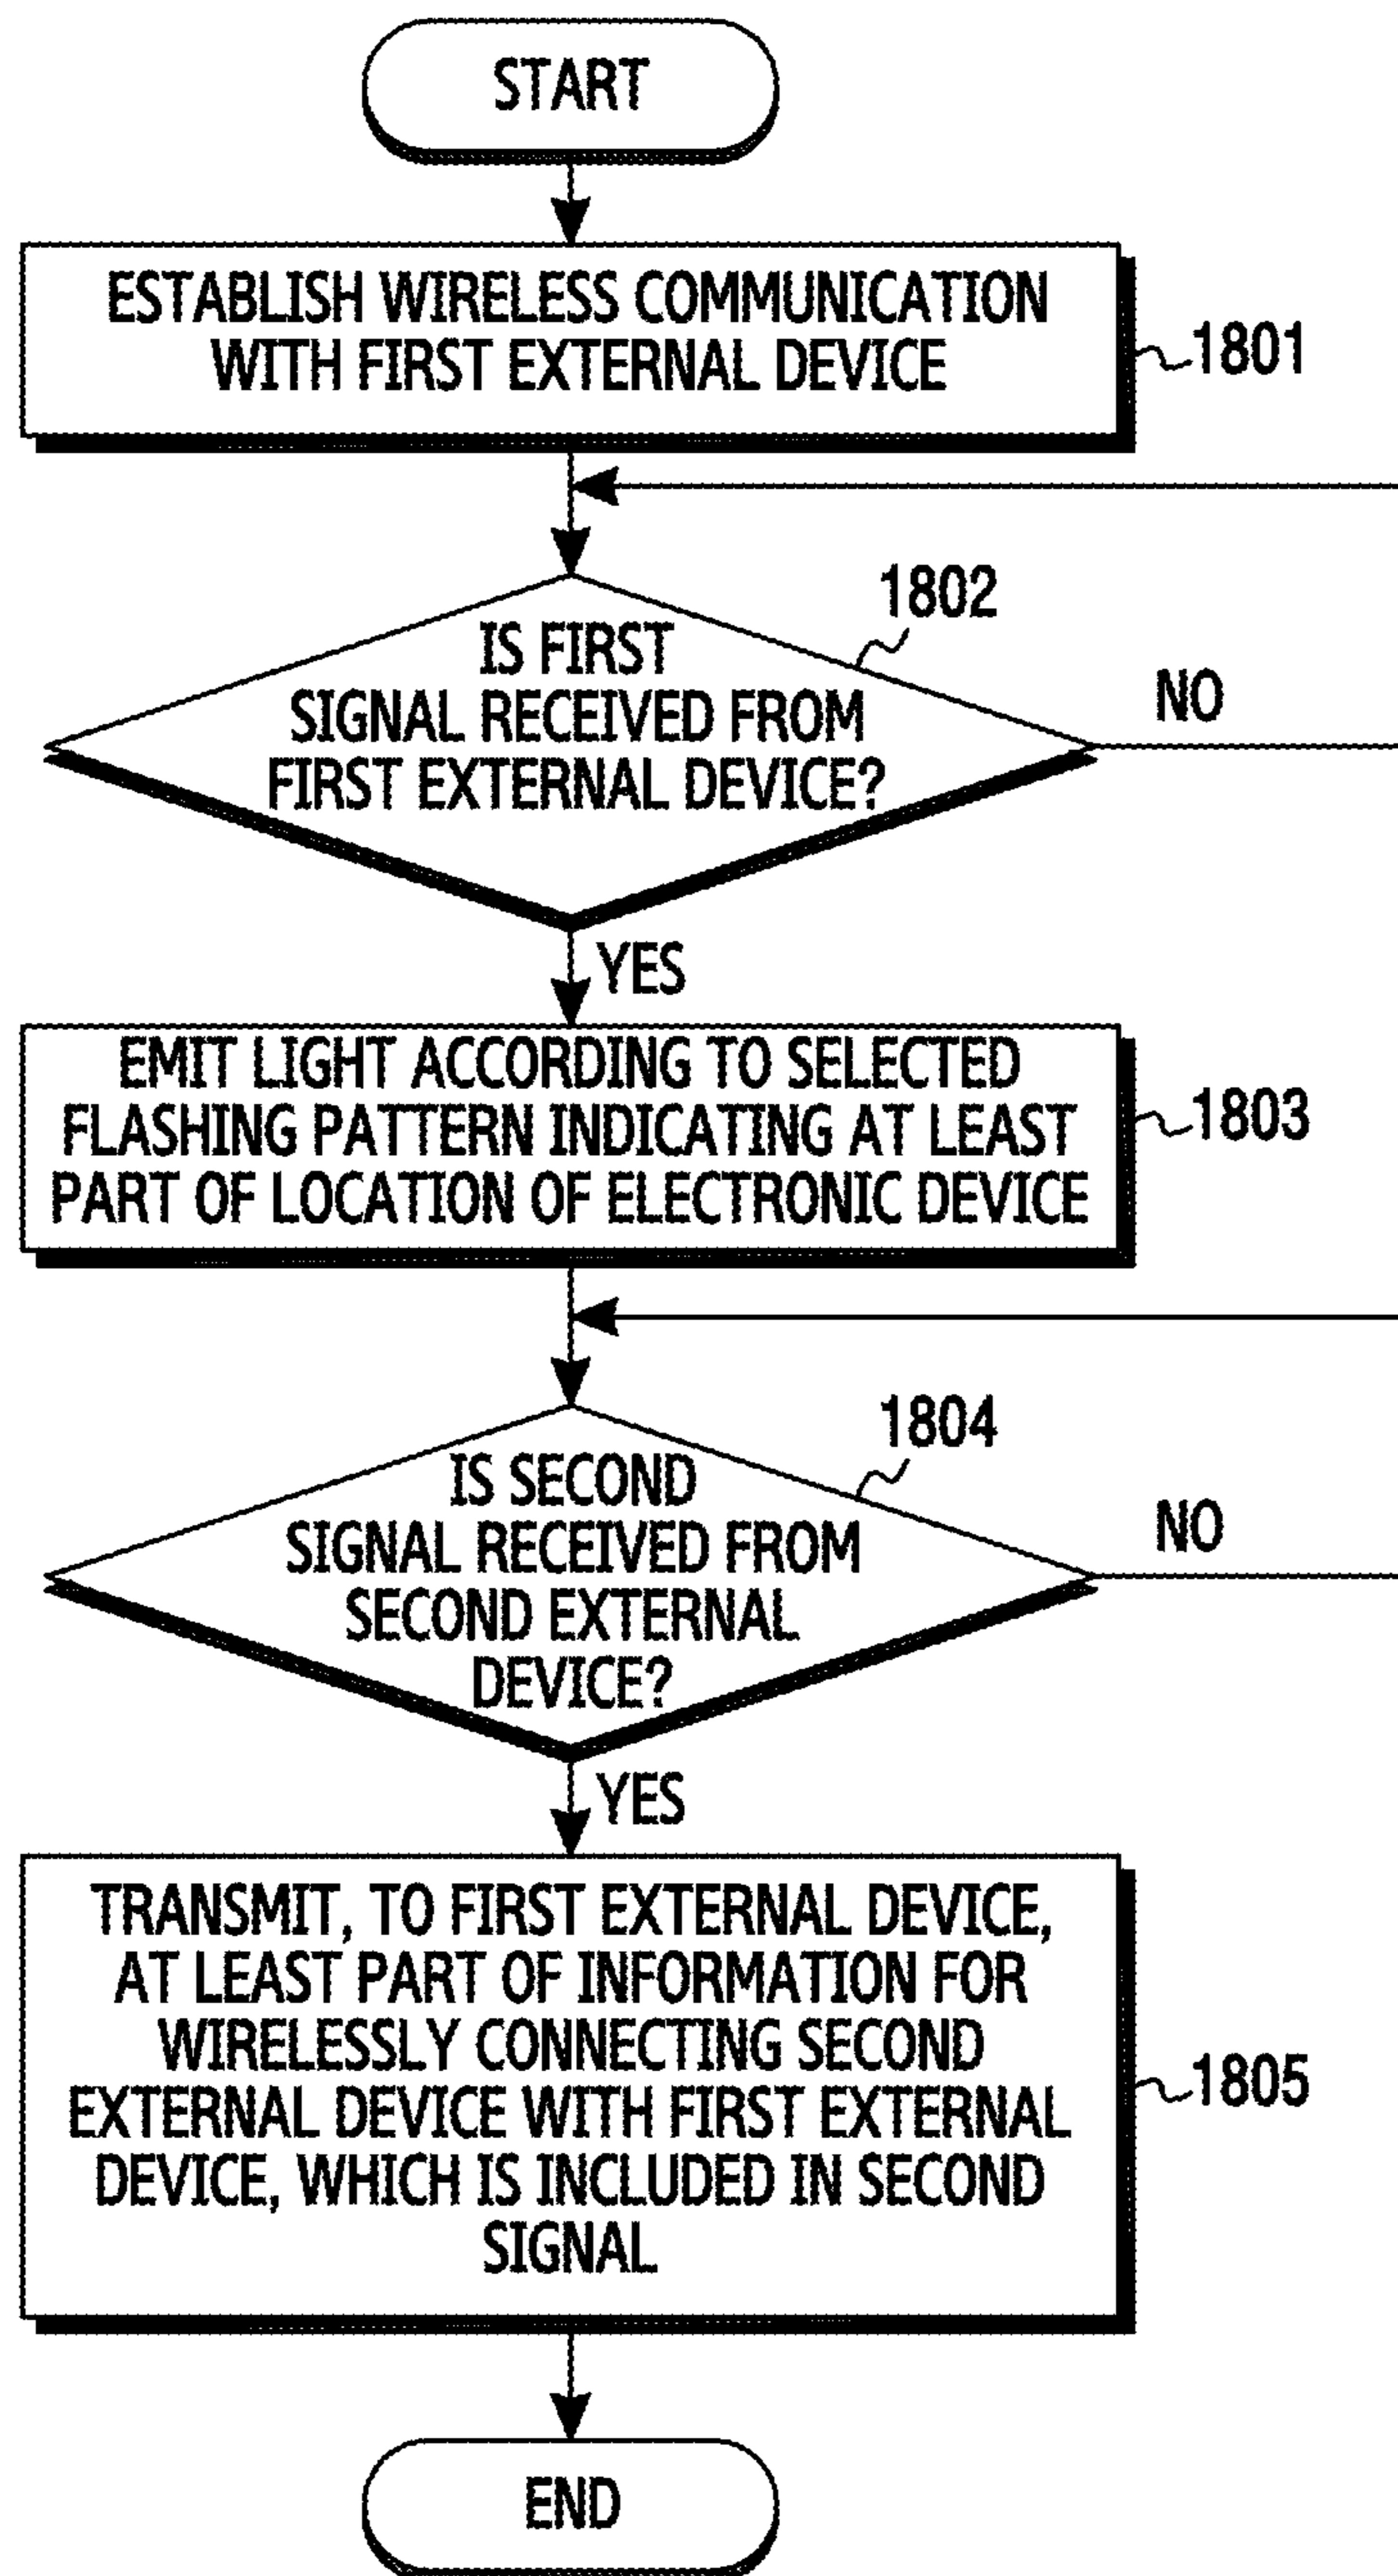 START
ESTABLISH WIRELESS COMMUNICATION
WITH FIRST EXTERNAL DEVICE
1801
1802
IS FIRST
SIGNAL RECEIVED FROM
FIRST EXTERNAL DEVICE?
NO
YES
EMIT LIGHT ACCORDING TO SELECTED
FLASHING PATTERN INDICATING AT LEAST
PART OF LOCATION OF ELECTRONIC DEVICE
1803
1804
IS SECOND
SIGNAL RECEIVED FROM
SECOND EXTERNAL
DEVICE?
NO
YES
TRANSMIT, TO FIRST EXTERNAL DEVICE,
AT LEAST PART OF INFORMATION FOR
WIRELESSLY CONNECTING SECOND
EXTERNAL DEVICE WITH FIRST EXTERNAL
DEVICE, WHICH IS INCLUDED IN SECOND
SIGNAL
1805
END